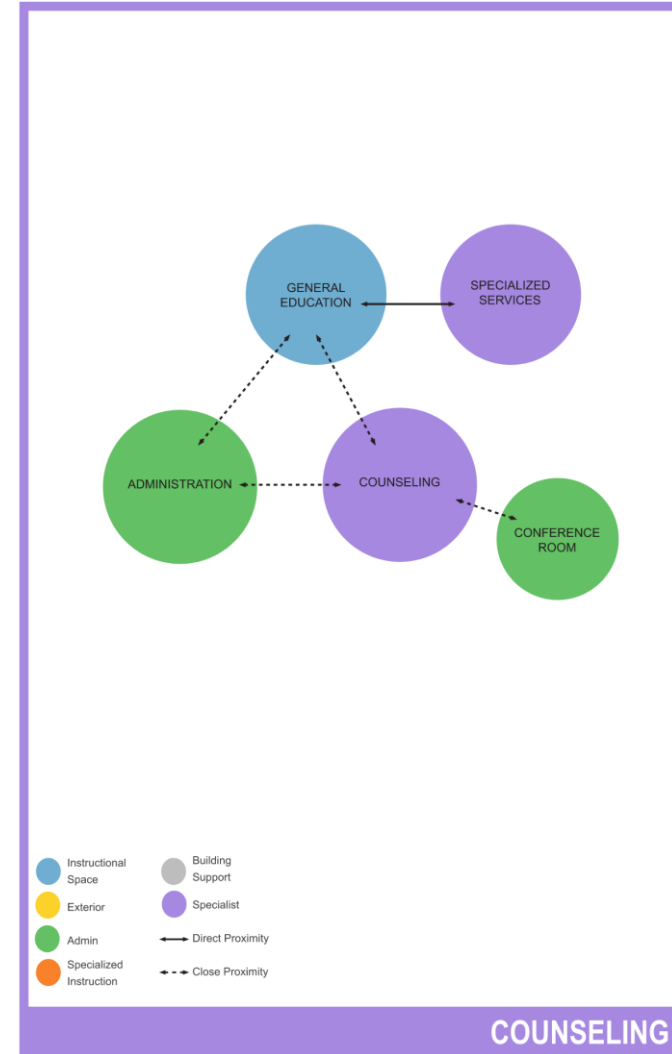 GENERAL
EDUCATION
SPECIALIZED
SERVICES
ADMINISTRATION
COUNSELING
CONFERENCE
ROOM
Instructional
Space
Building
Support
Exterior
Specialist
Admin
Direct Proximity
Specialized
Instruction
Close Proximity
COUNSELING